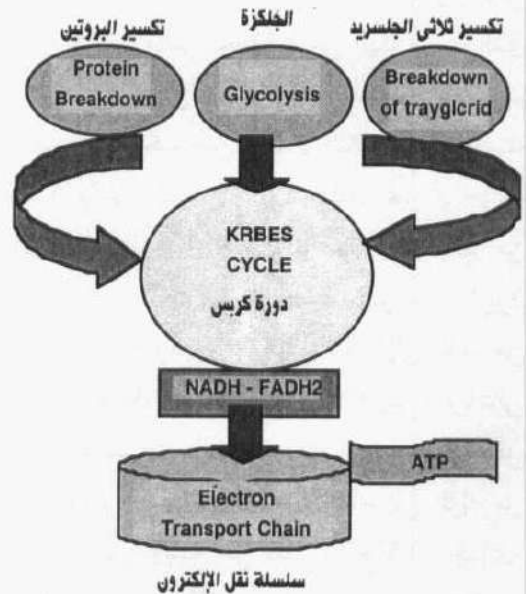 تكسير البروتين
الجلكزة
تكسير ثلاثى الجلسريد
Protein
Breakdown
Glycolysis
Breakdown
of trayglcrid
KRBES
CYCLE
دورة كربس
NADH - FADH2
ATP
Electron
Transport Chain
سلسلة نقل الإلكترون